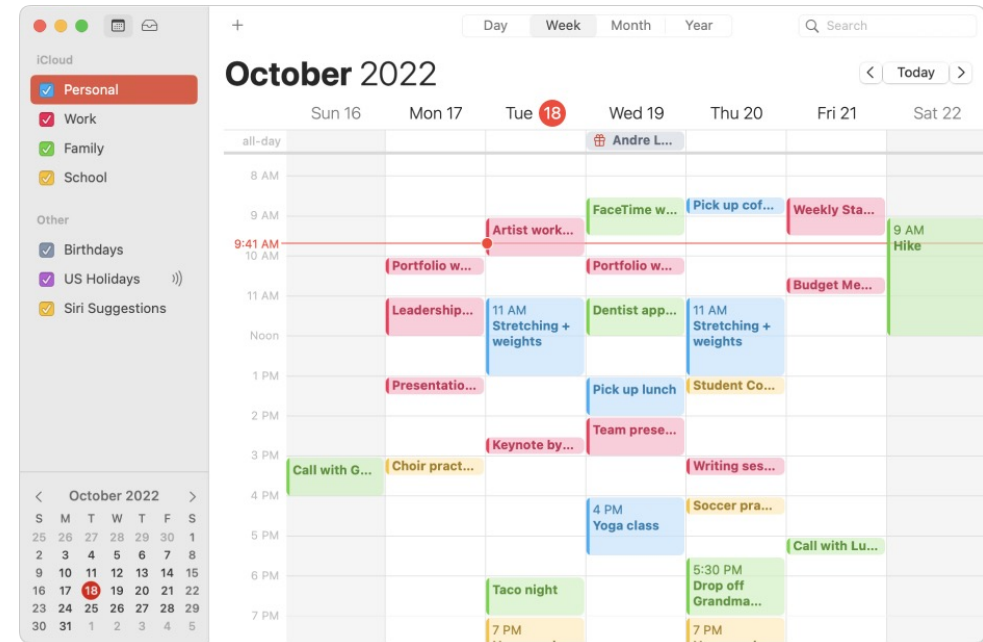 Day Week Month Year
Search
iCloud
Personal
Work
Family
School
Other
Birthdays
US Holidays
Siri Suggestions
October 2022
S M T W T F S
25 26 27 28 29 30 1
2 3 4 5 6 7 8
9 10 11 12 13 14 15
16 17 18 19 20 21 22
23 24 25 26 27 28 29
30 31 1 2 3 4 5
October 2022
Today
Sun 16 Mon 17 Tue 18 Wed 19 Thu 20 Fri 21 Sat 22
all-day
Andre L...
8 AM
9 AM
9:41 AM
10 AM
11 AM
Noon
1 PM
2 PM
3 PM
4 PM
5 PM
6 PM
7 PM
Call with G...
Portfolio w...
Leadership...
Presentatio...
Choir pract...
Artist work...
11 AM
Stretching +
weights
Keynote by...
Taco night
7 PM
FaceTime w...
Portfolio w...
Dentist app...
Pick up lunch
Team prese...
4 PM
Yoga class
Pick up cof...
11 AM
Stretching +
weights
Student Co...
Writing ses...
Soccer pra...
5:30 PM
Drop off
Grandma...
7 PM
Weekly Sta...
Budget Me...
Call with Lu...
9 AM
Hike